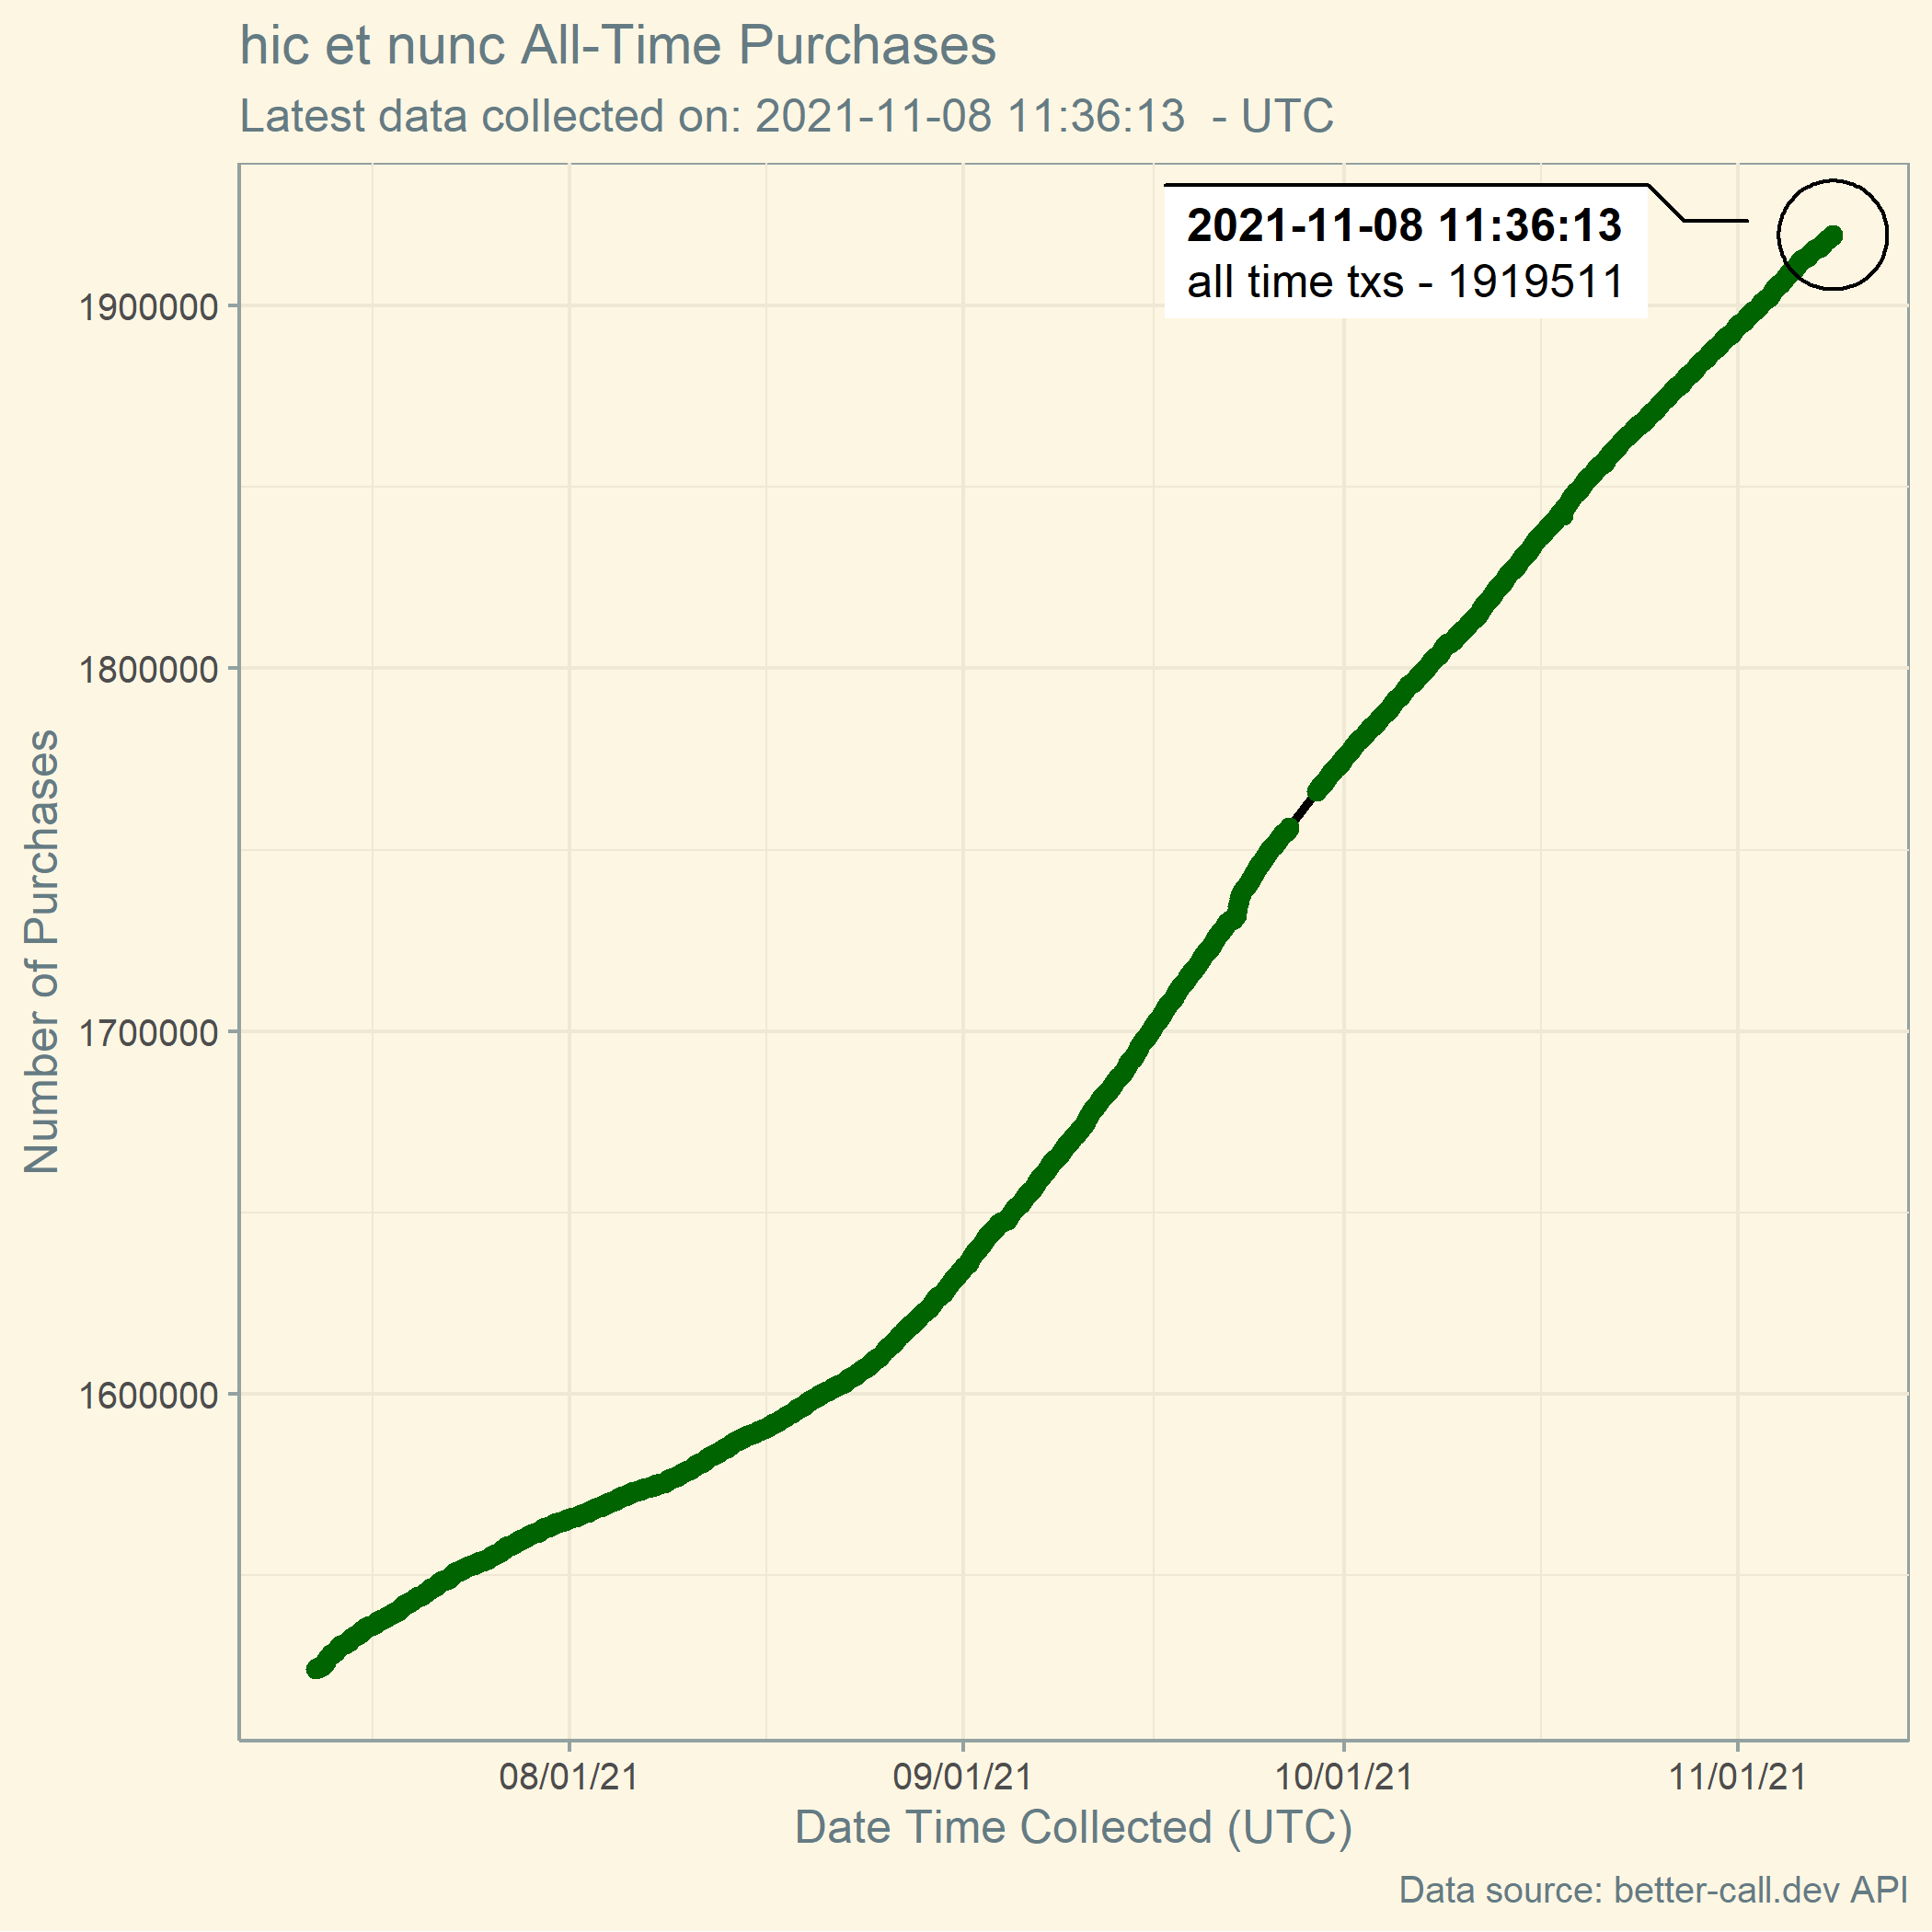 hic et nunc All-Time Purchases
Latest data collected on: 2021-11-08 11:36:13  - UTC
2021-11-08 11:36:13
all time txs - 1919511
1900000
1800000
1700000
1600000
Number of Purchases
08/01/21
09/01/21
10/01/21
11/01/21
Date Time Collected (UTC)
Data source: better-call.dev API